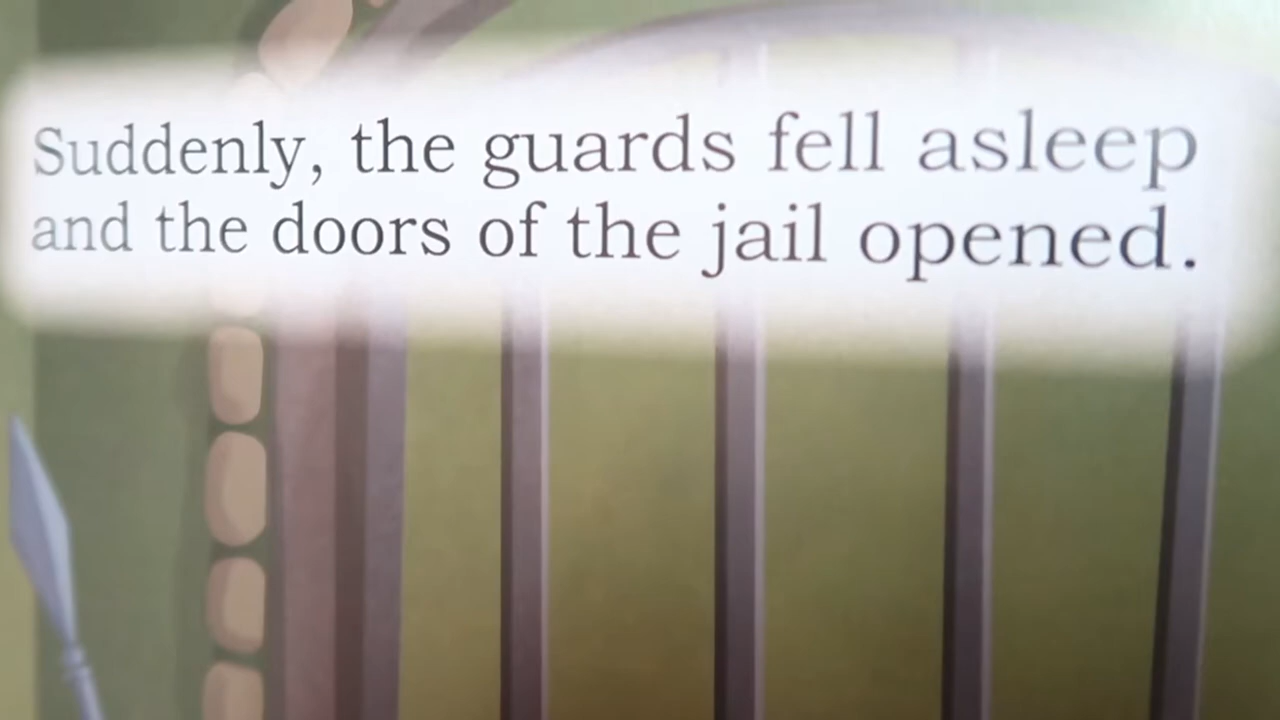 Suddenly, the guards fell asleep
and the doors of the jail opened.